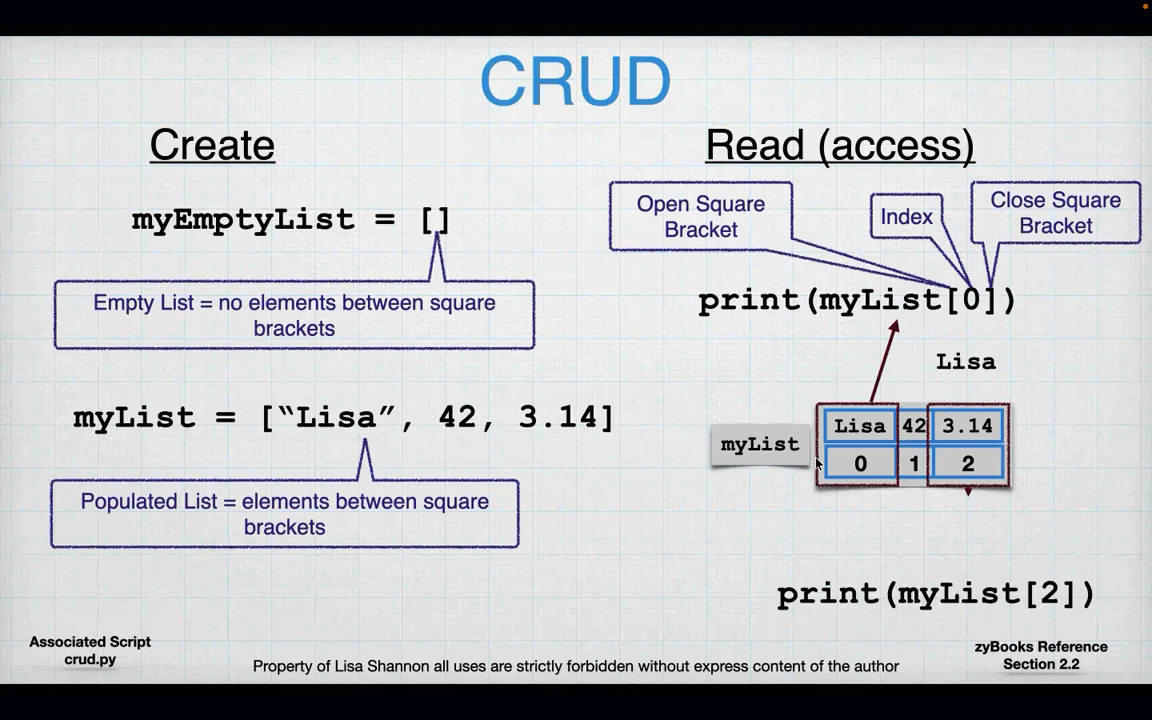 CRUD
Create
myEmptyList = []
Empty List = no elements between square
brackets
myList = [“Lisa”, 42, 3.14]
Populated List = elements between square
brackets
Read (access)
Open Square
Bracket
Index
Close Square
Bracket
print(myList[0])
Lisa
myList
Lisa 42 3.14
0 1 2
print(myList[2])
Associated Script
crud.py
Property of Lisa Shannon all uses are strictly forbidden without express content of the author
zyBooks Reference
Section 2.2